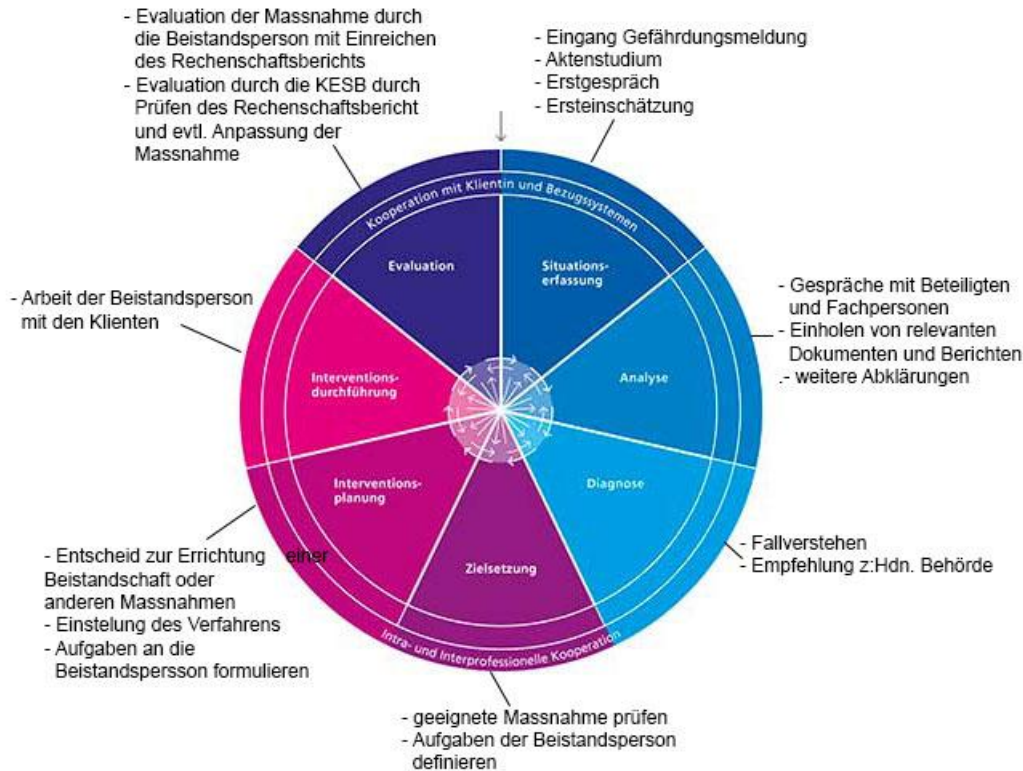 - Evaluation der Massnahme durch
die Beistandsperson mit Einreichen
des Rechenschaftsberichts
- Evaluation durch die KESB durch
Prüfen des Rechenschaftsbericht
und evtl. Anpassung der
Massnahme
- Eingang Gefährdungsmeldung
- Aktenstudium
- Erstgespräch
- Ersteinschätzung
Kooperation mit Klientin und Bezugssystemen
Evaluation
Situations-
erfassung
- Arbeit der Beistandsperson
mit den Klienten
- Gespräche mit Beteiligten
und Fachpersonen
- Einholen von relevanten
Dokumenten und Berichten
.- weitere Abklärungen
Interventions-
durchführung
Analyse
Interventions-
planung
Diagnose
Zielsetzung
- Fallverstehen
- Empfehlung z:Hdn. Behörde
- Entscheid zur Errichtung einer
Beistandschaft oder
anderen Massnahmen
- Einstelung des Verfahrens
- Aufgaben an die
Beistandspersson formulieren
Intra- und Interprofessionelle Kooperation
- geeignete Massnahme prüfen
- Aufgaben der Beistandsperson
definieren